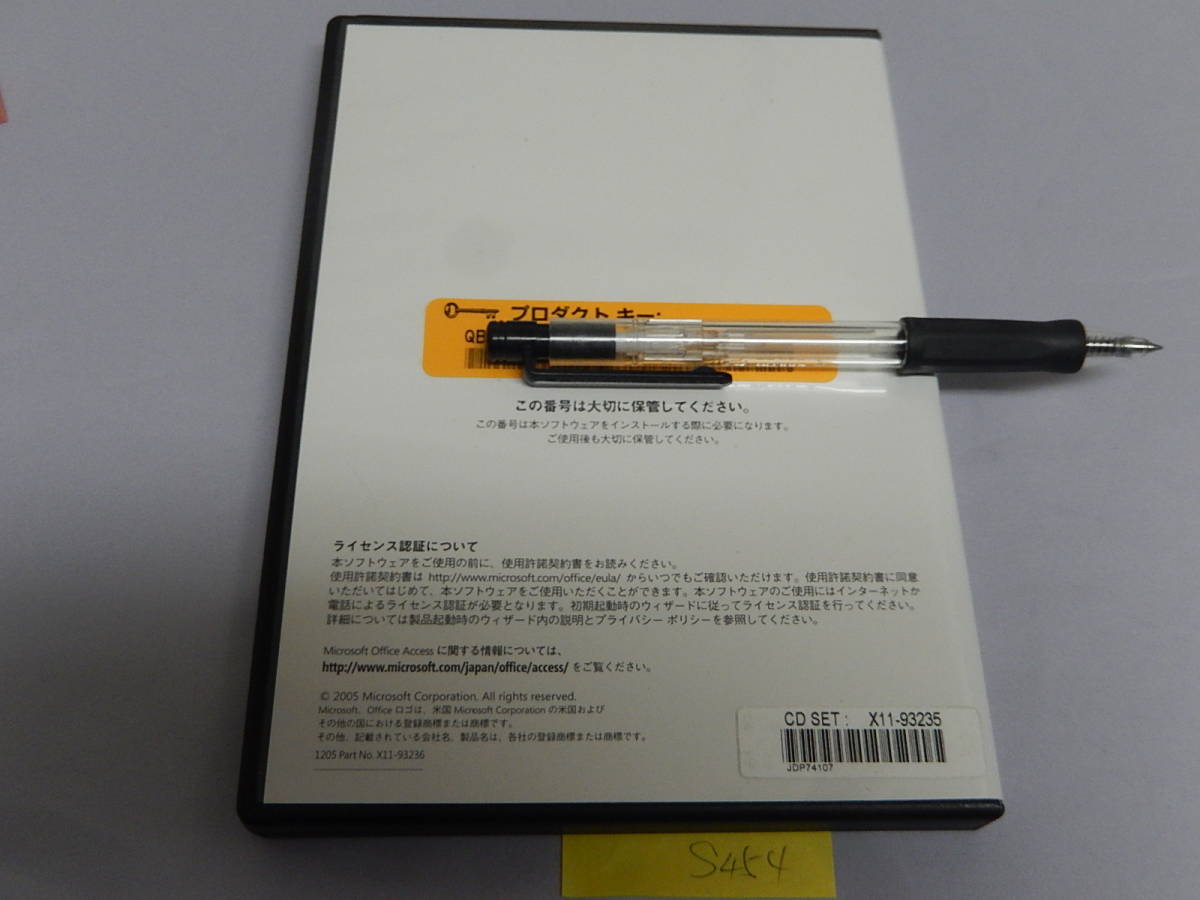 プロダクト キー:
QB
この番号は大切に保管してください。
この番号は本ソフトウェアをインストールする際に必要になります。
ご使用後も大切に保管してください。
ライセンス認証について
本ソフトウェアをご使用の前に、使用許諾契約書をお読みください。
使用許諾契約書は http://www.microsoft.com/office/eula/ からいつでもご確認いただけます。使用許諾契約書に同意
いただいてはじめて、本ソフトウェアをご使用いただくことができます。本ソフトウェアのご使用にはインターネットか
電話によるライセンス認証が必要となります。初期起動時のウィザードに従ってライセンス認証を行ってください。
詳細については製品起動時のウィザード内の説明とプライバシー ポリシーを参照してください。
Microsoft Office Access に関する情報については、
http://www.microsoft.com/japan/office/access/ をご覧ください。
© 2005 Microsoft Corporation. All rights reserved.
Microsoft、Office ロゴは、米国 Microsoft Corporation の米国および
その他の国における登録商標または商標です。
その他、記載されている会社名、製品名は、各社の登録商標または商標です。
1205 Part No. X11-93236
CD SET : X11-93235
JDP74107
S454